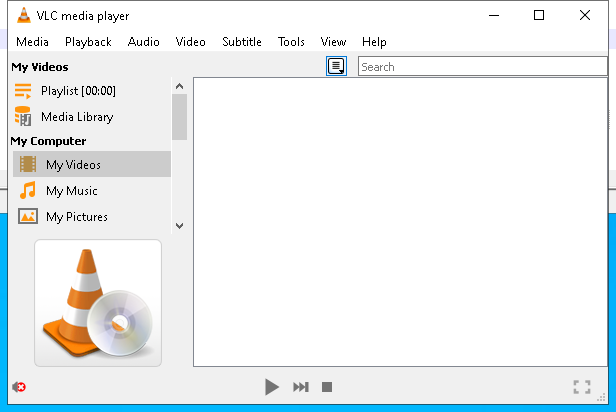 VLC media player
Media Playback Audio Video Subtitle Tools View Help
My Videos
Search
Playlist [00:00]
Media Library
My Computer
My Videos
My Music
My Pictures